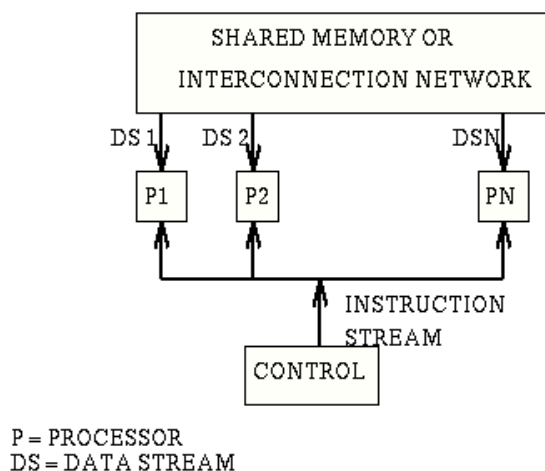 SHARED MEMORY OR
INTERCONNECTION NETWORK
DS 1
DS 2
DSN
P1
P2
PN
INSTRUCTION
STREAM
CONTROL
P = PROCESSOR
DS = DATA STREAM